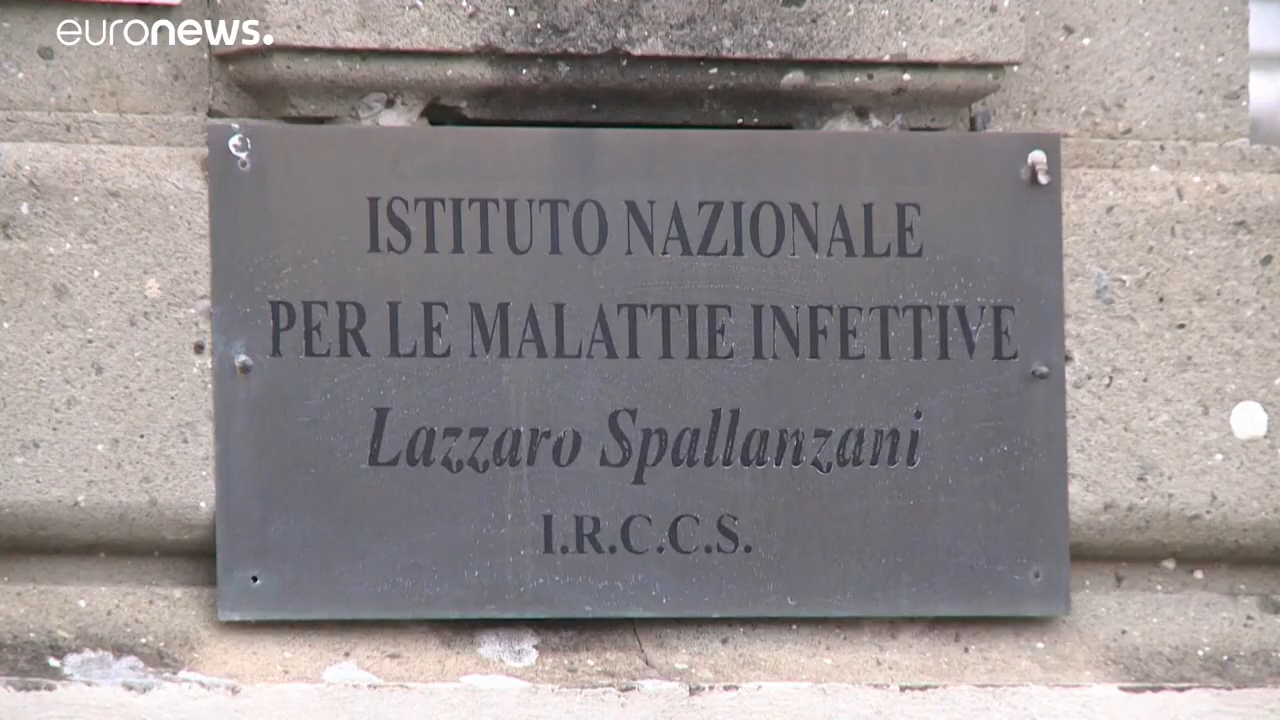 euronews.
ISTITUTO NAZIONALE
PER LE MALATTIE INFETTIVE
Lazzaro Spallanzani
I.R.C.C.S.